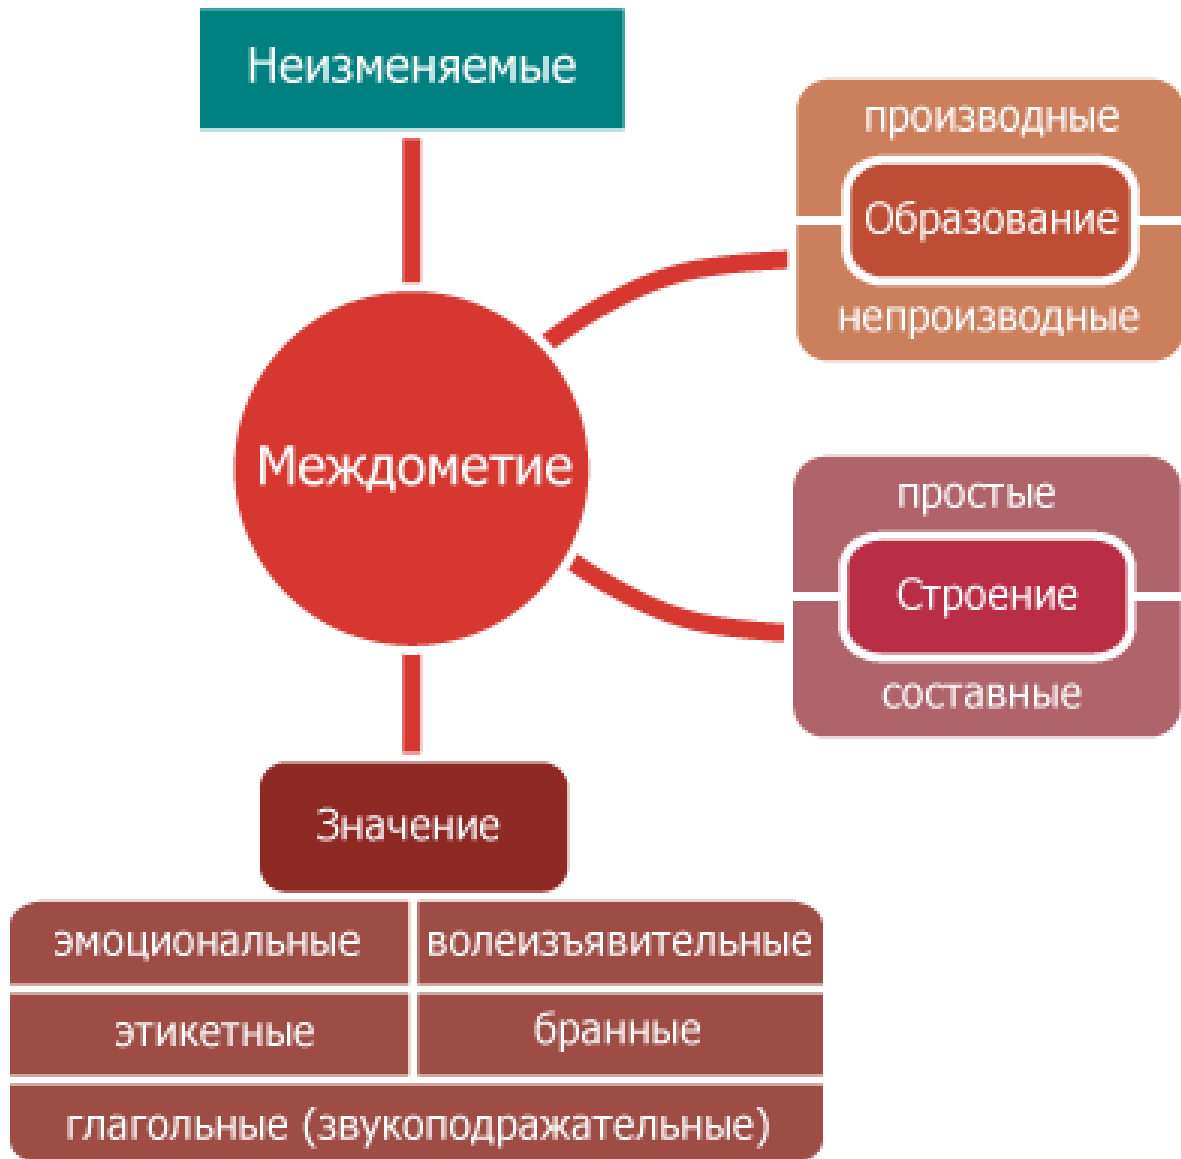 Неизменяемые
производные
Образование
непроизводные
Междометие
простые
Строение
составные
Значение
эмоциональные
волеизъявительные
этикетные
бранные
глагольные (звукоподражательные)